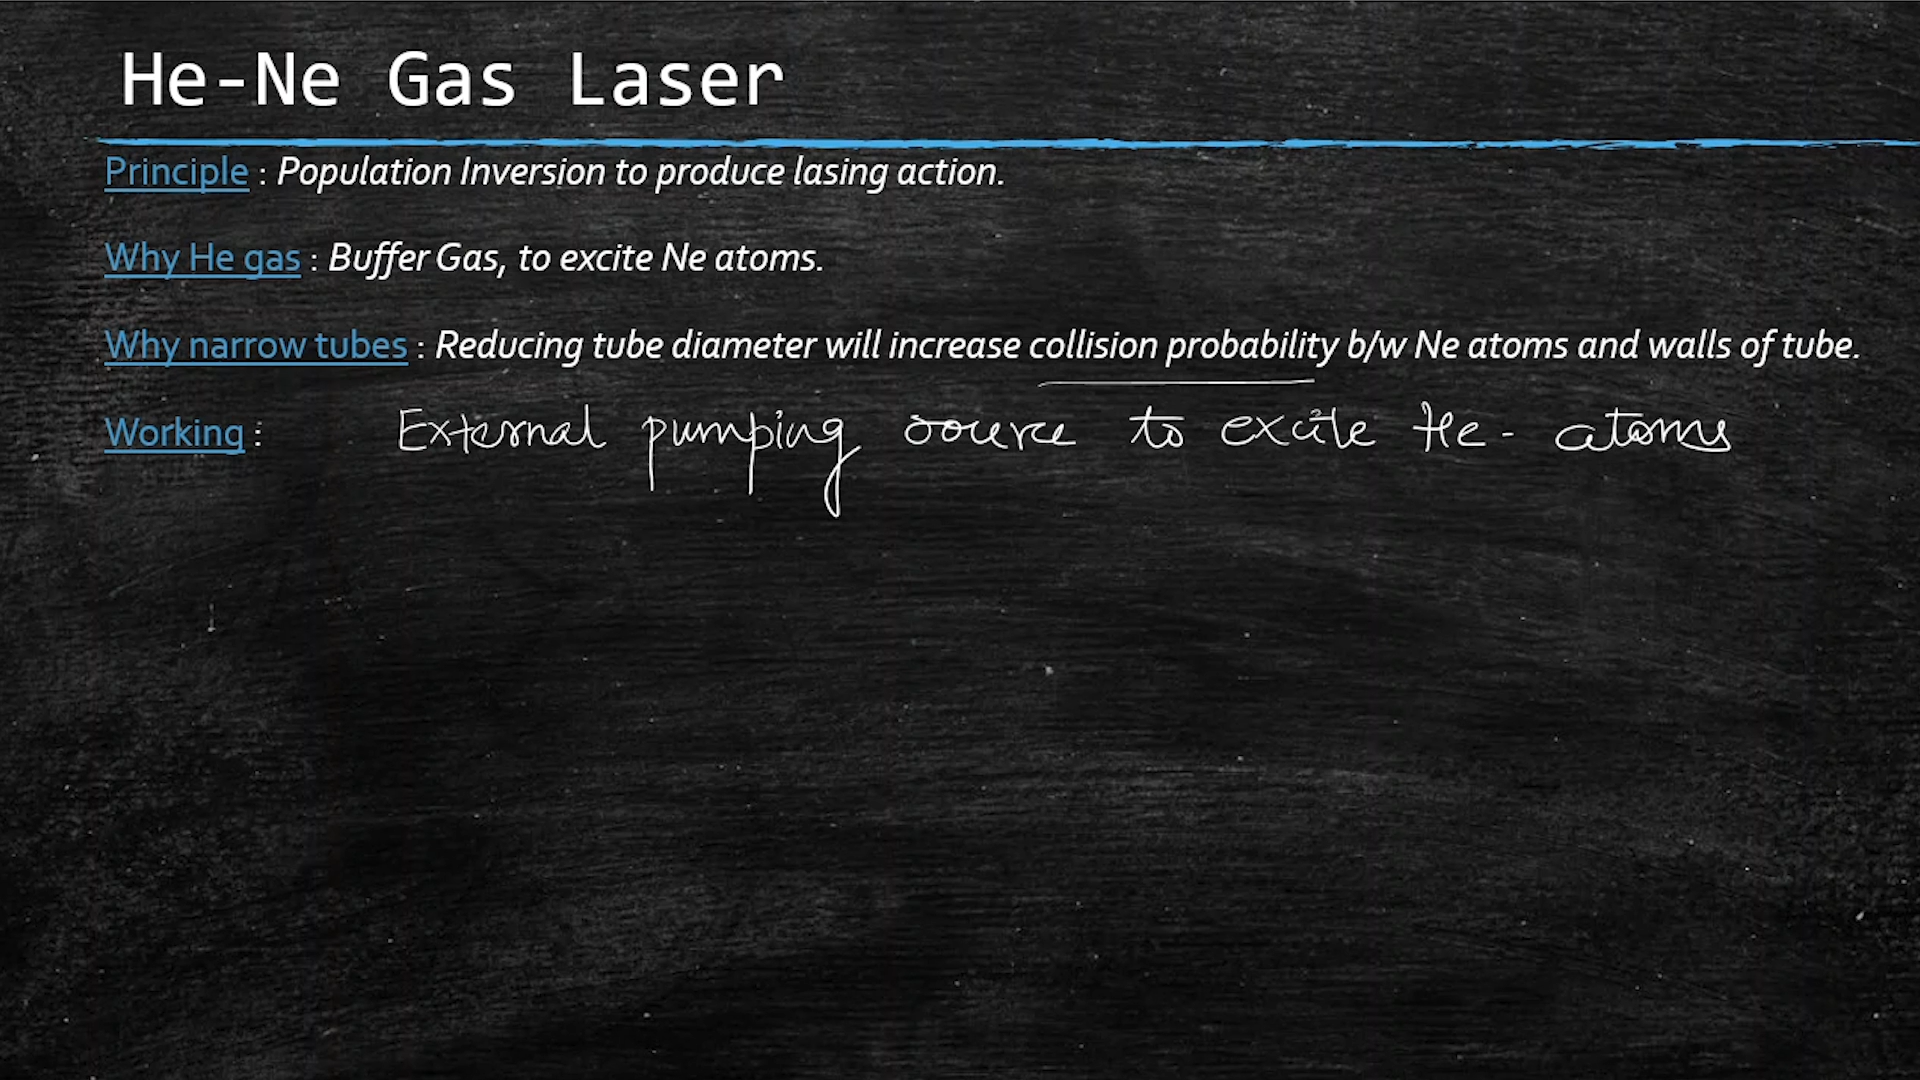 He-Ne Gas Laser
Principle : Population Inversion to produce lasing action.
Why He gas : Buffer Gas, to excite Ne atoms.
Why narrow tubes : Reducing tube diameter will increase collision probability b/w Ne atoms and walls of tube.
Working : External pumping source to excite He- atoms